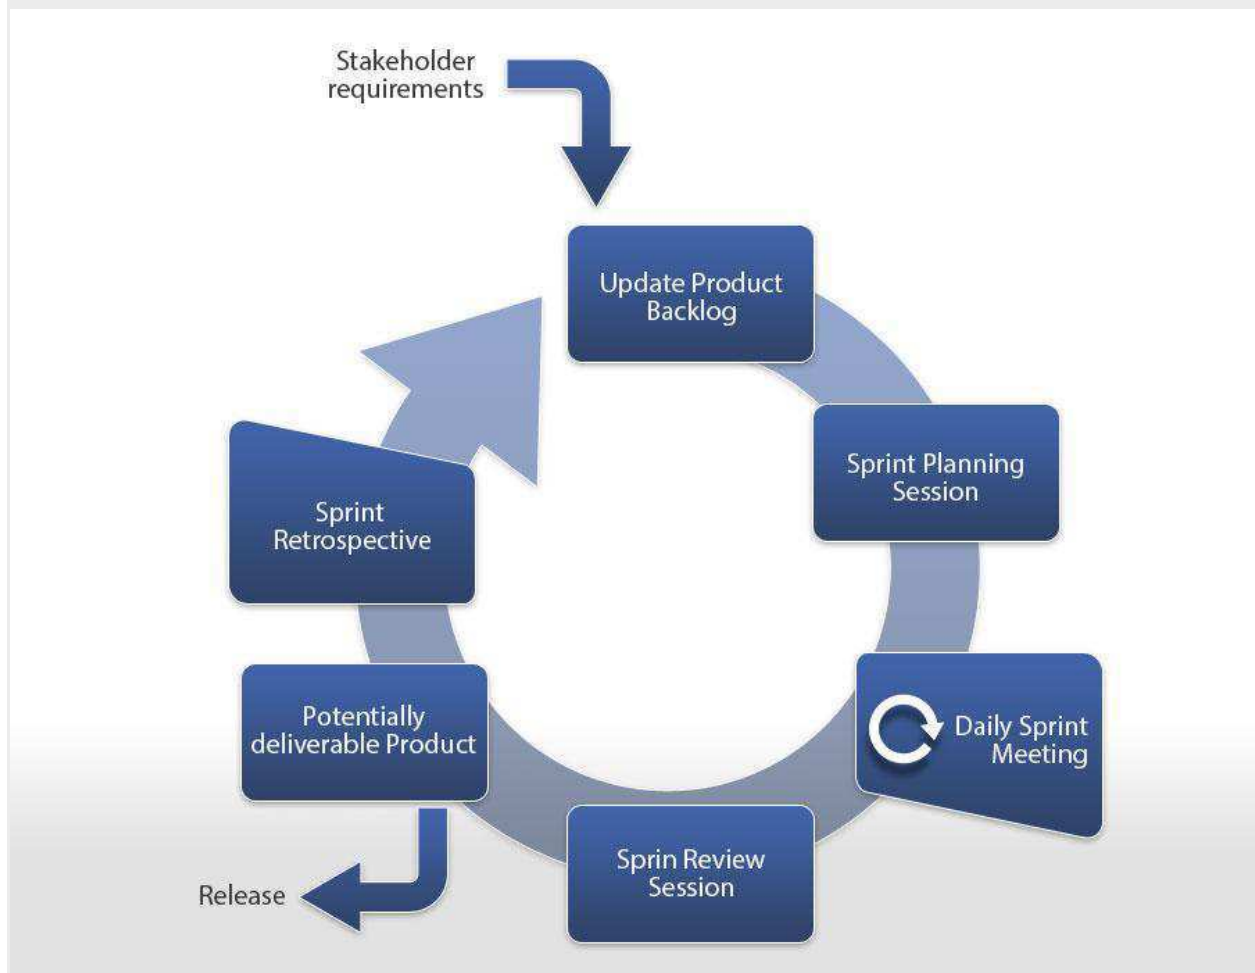 Stakeholder
requirements
Update Product
Backlog
Sprint Planning
Session
Daily Sprint
Meeting
Sprin Review
Session
Potentially
deliverable Product
Release
Sprint
Retrospective